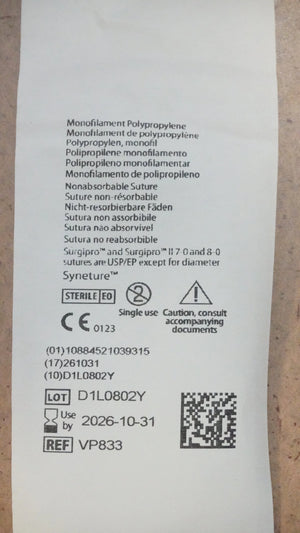 Monofilament Polypropylene
Monofilament de polypropylène
Polypropylen, monofil
Polipropilene monofilamento
Polipropileno monofilamentar
Monofilamento de polipropileno
Nonabsorbable Suture
Suture non-résorbable
Nicht-resorbierbare Fäden
Sutura non assorbibile
Sutura não absorvível
Sutura no reabsorbible
Surgipro™ and Surgipro™ II 7-0 and 8-0
sutures are USP/EP except for diameter
Syneture™
STERILE EO
2
Single use
Caution, consult
accompanying
documents
CE 0123
(01)10884521039315
(17)261031
(10)D1L0802Y
LOT D1L0802Y
Use by 2026-10-31
REF VP833